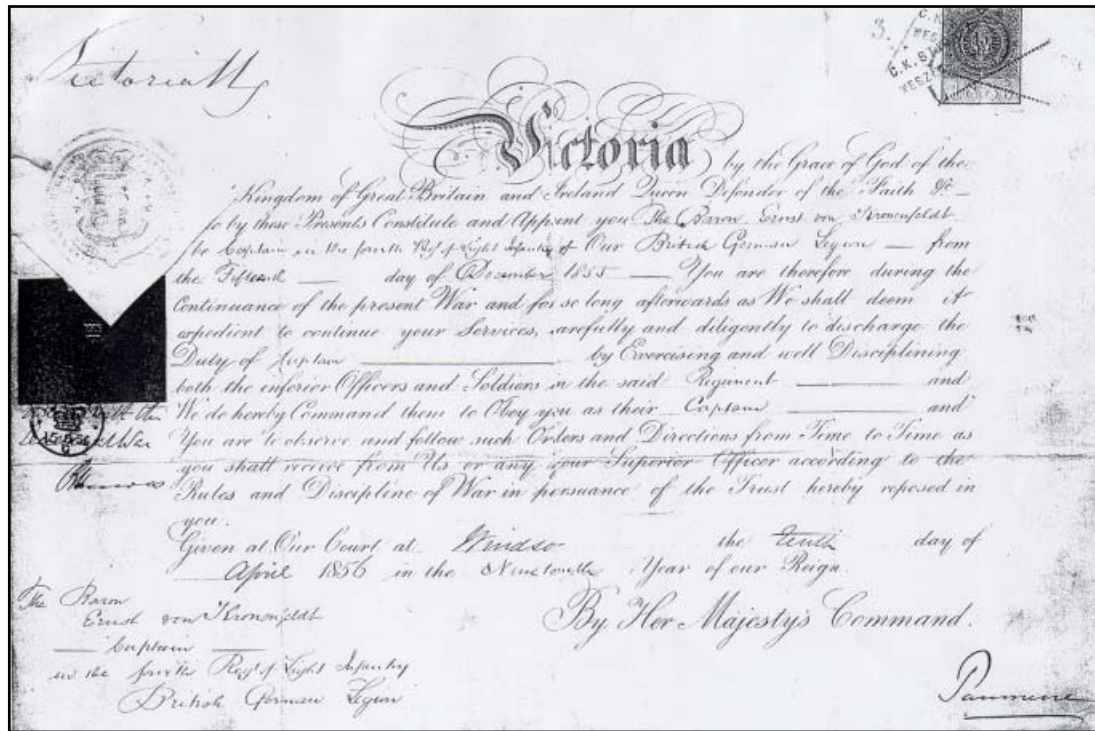 Victoria R
3.
C.K.
C.K.
15
Victoria by the Grace of God of the
Kingdom of Great Britain and Ireland Queen Defender of the Faith &c
to by these Presents Constitute and Appoint you The Baron Ernst von Kronenfeldt
to be Captain in the fourth Regt of Light Infantry of Our British German Legion — from
the Fifteenth — day of December 1855 — You are therefore during the
Continuance of the present War and for so long afterwards as We shall deem it
expedient to continue your Services, carefully and diligently to discharge the
Duty of Captain — by Exercising and well Disciplining
both the inferior Officers and Soldiers in the said Regiment — and
We do hereby Command them to Obey you as their Captain — and
You are to observe and follow such Orders and Directions from Time to Time as
you shall receive from Us or any your Superior Officer according to the
Rules and Discipline of War in persuance of the Trust hereby reposed in
you.
Given at Our Court at Windsor the tenth day of
April 1856 in the Nineteenth Year of our Reign.
By Her Majesty's Command.
The Baron
Ernst von Kronenfeldt
— Captain —
in the fourth Regt of Light Infantry
British German Legion
Panmure